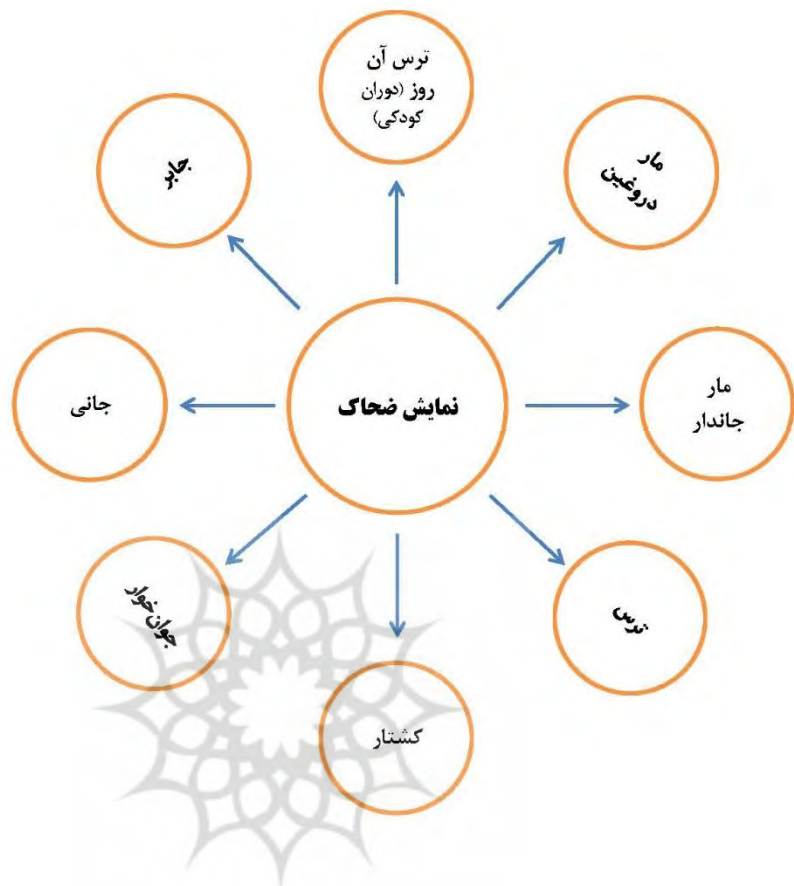 ترس آن
روز (دوران
کودکی)
مار
دروغین
جابر
مار
جاندار
نمایش ضحاک
جانی
ترس
جوان خوار
کشتار